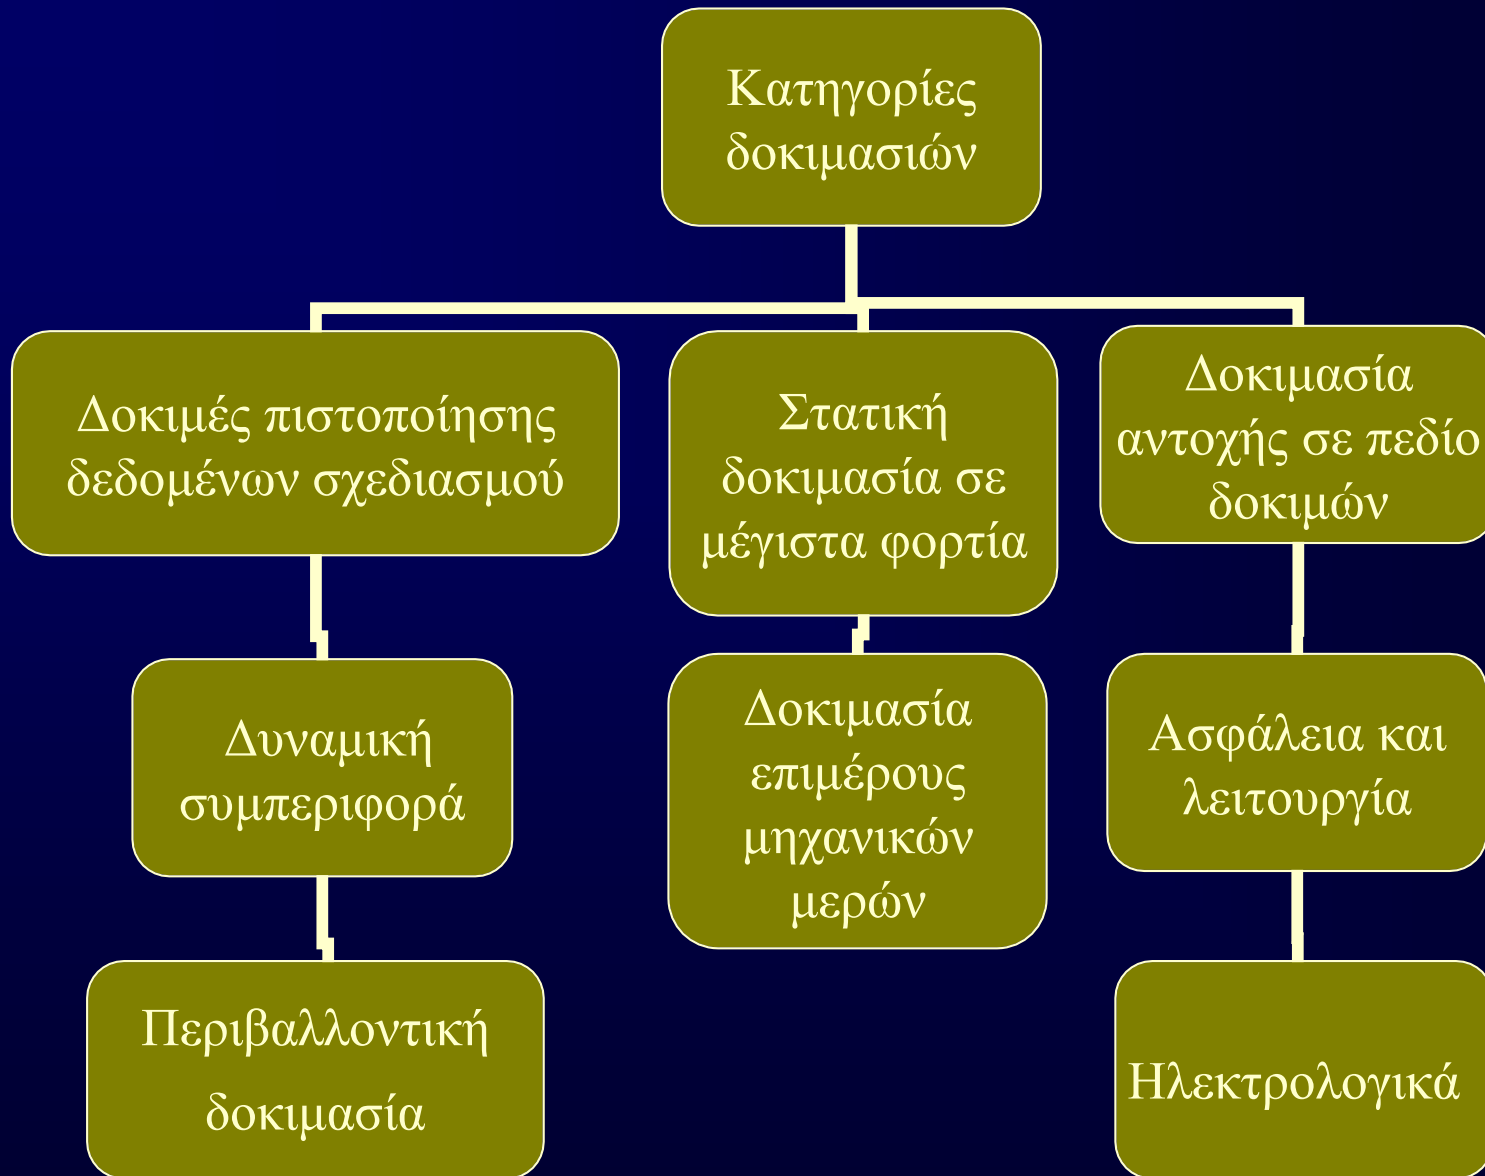 Κατηγορίες
δοκιμασιών
Δοκιμές πιστοποίησης
δεδομένων σχεδιασμού
Στατική
δοκιμασία σε
μέγιστα φορτία
Δοκιμασία
αντοχής σε πεδίο
δοκιμών
Δυναμική
συμπεριφορά
Δοκιμασία
επιμέρους
μηχανικών
μερών
Ασφάλεια και
λειτουργία
Περιβαλλοντική
δοκιμασία
Ηλεκτρολογικά